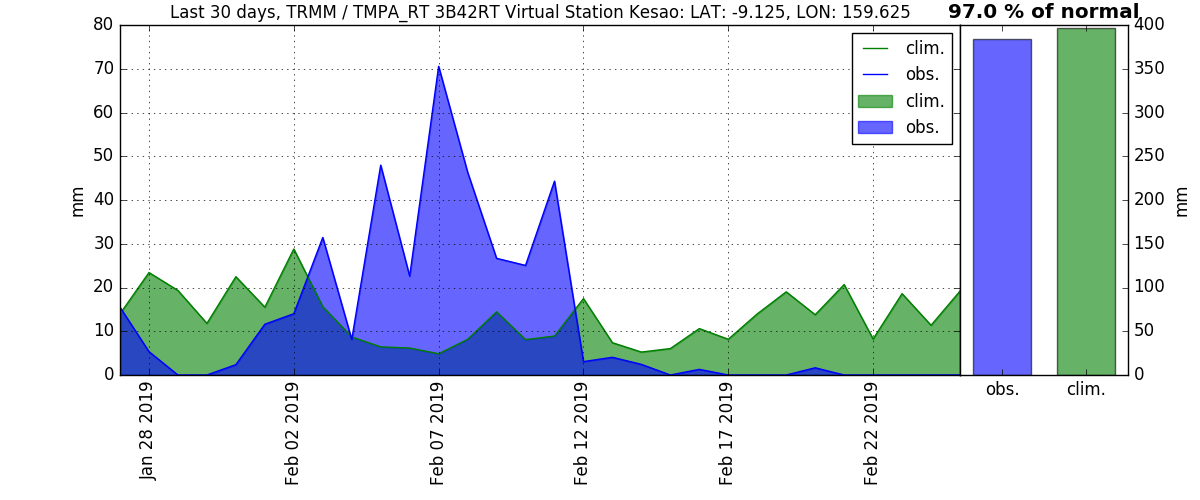 Last 30 days, TRMM / TMPA_RT 3B42RT Virtual Station Kesao: LAT: -9.125, LON: 159.625
97.0 % of normal
80
70
60
50
40
30
20
10
0
mm
clim.
obs.
clim.
obs.
400
350
300
250
200
150
100
50
0
mm
Jan 28 2019
Feb 02 2019
Feb 07 2019
Feb 12 2019
Feb 17 2019
Feb 22 2019
obs.
clim.